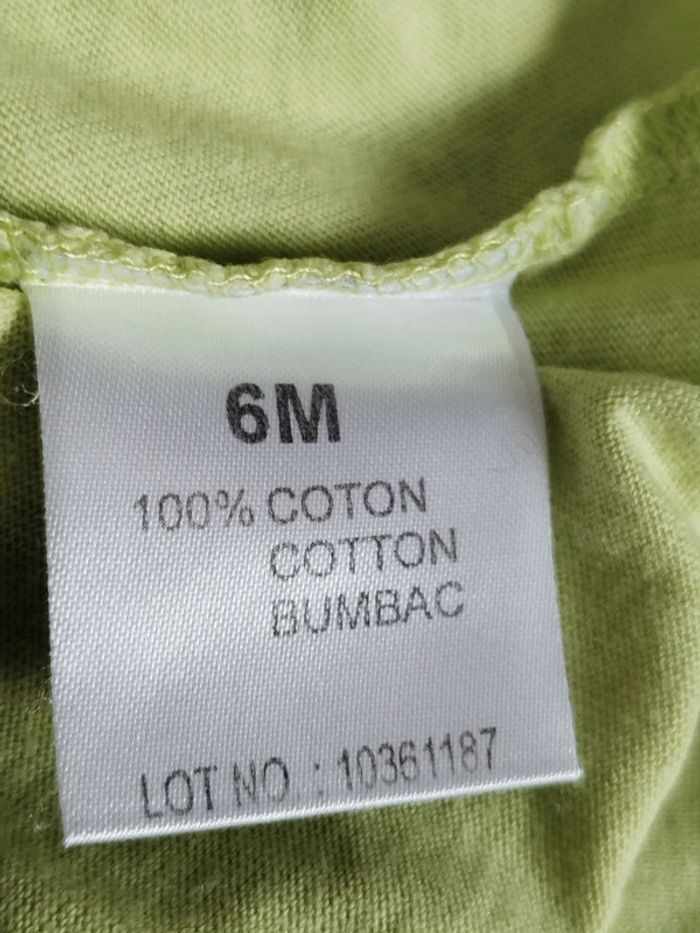 6M
100% COTON
COTTON
BUMBAC
LOT NO. : 10361187